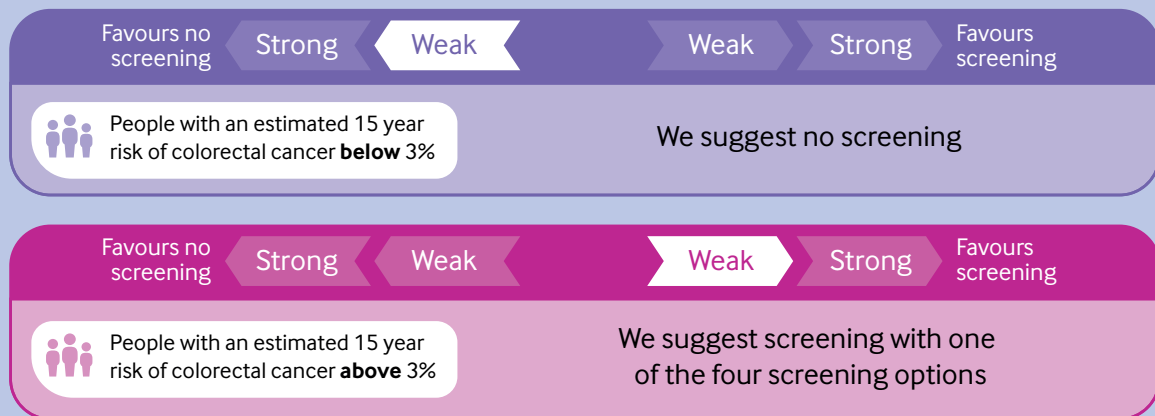 Favours no
screening
Strong
Weak
Weak
Strong
Favours
screening
People with an estimated 15 year
risk of colorectal cancer below 3%
We suggest no screening
Favours no
screening
Strong
Weak
Weak
Strong
Favours
screening
People with an estimated 15 year
risk of colorectal cancer above 3%
We suggest screening with one
of the four screening options